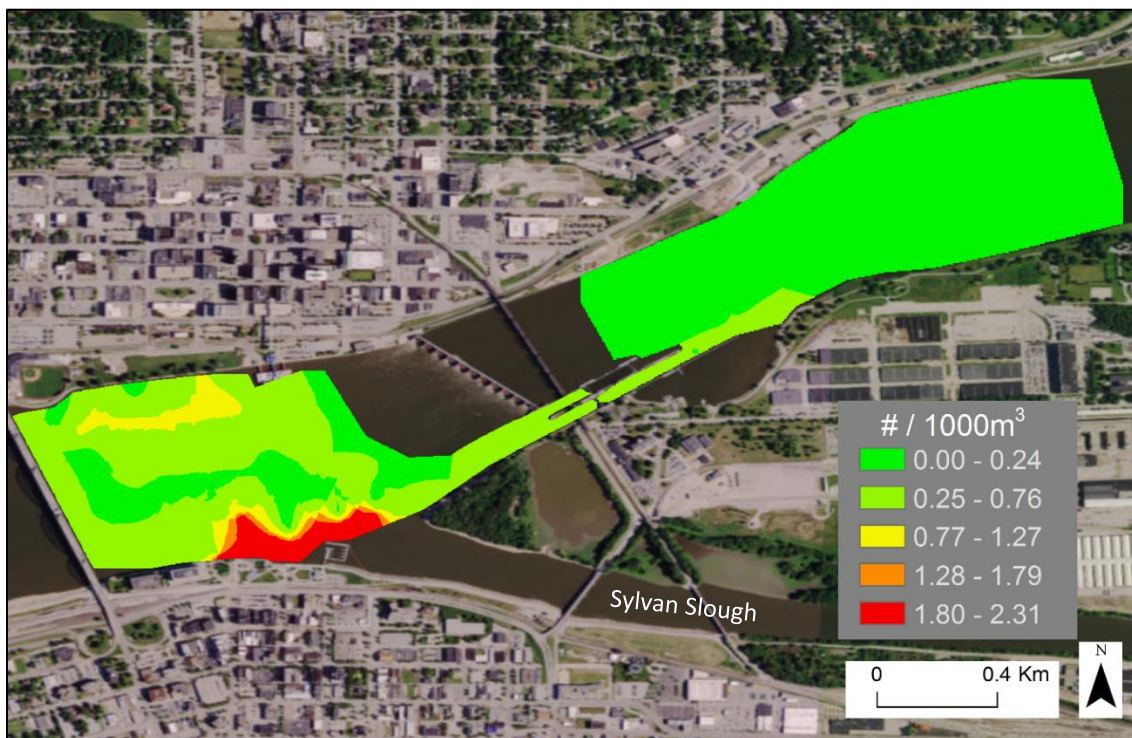 # / 1000m³
0.00 - 0.24
0.25 - 0.76
0.77 - 1.27
1.28 - 1.79
1.80 - 2.31
Sylvan Slough
N
0 0.4 Km